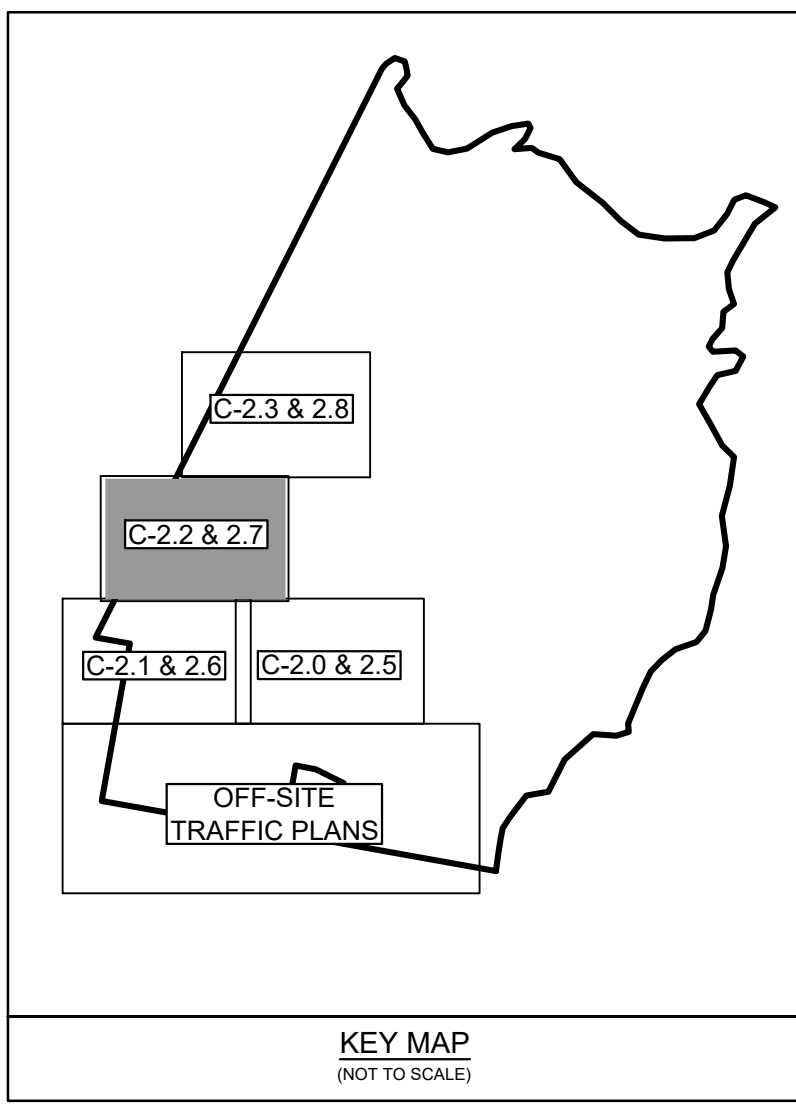 C-2.3 & 2.8
C-2.2 & 2.7
C-2.1 & 2.6
C-2.0 & 2.5
OFF-SITE
TRAFFIC PLANS
KEY MAP
(NOT TO SCALE)